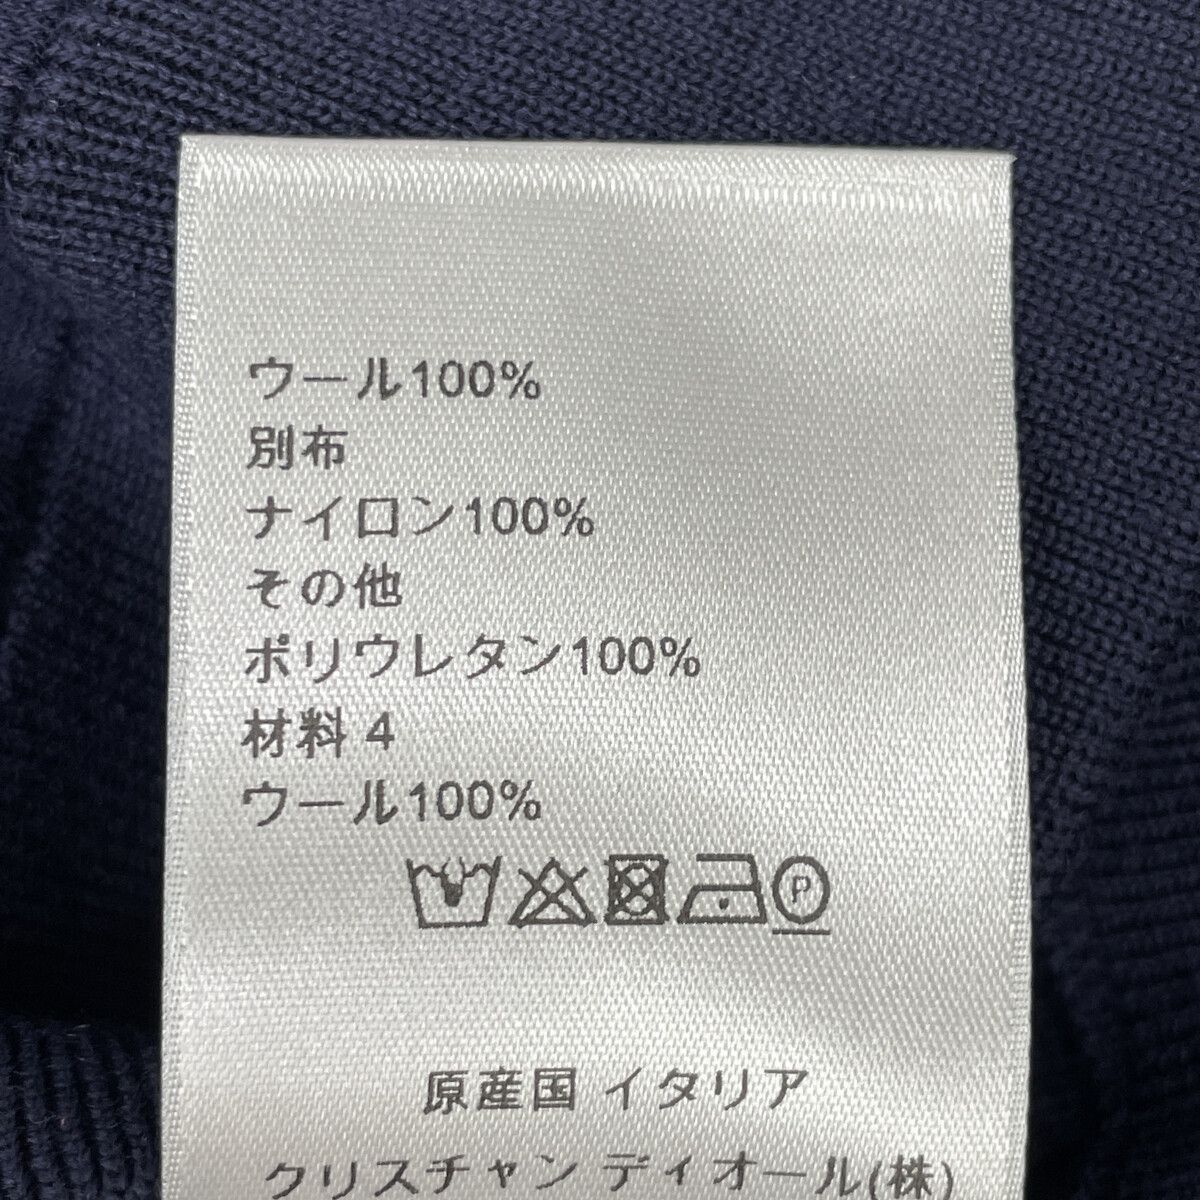 ウール100%
別布
ナイロン100%
その他
ポリウレタン100%
材料 4
ウール100%
P
原産国 イタリア
クリスチャン ディオール(株)